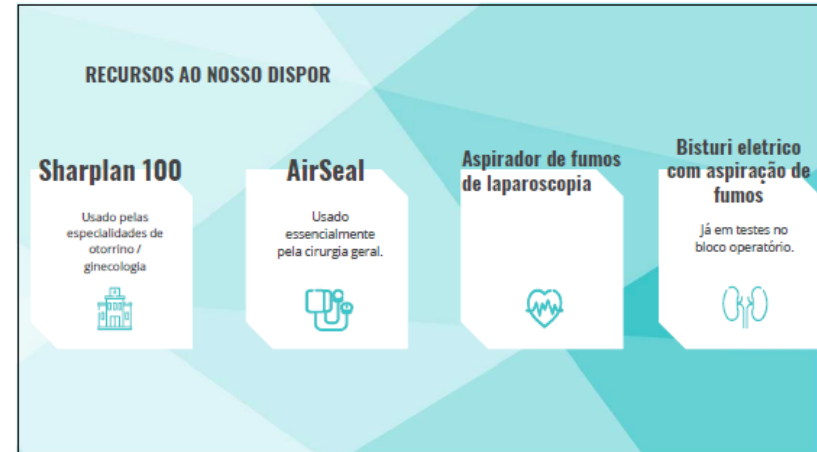 RECURSOS AO NOSSO DISPOR
Sharplan 100
Usado pelas
especialidades de
otorrino /
ginecologia
AirSeal
Usado
essencialmente
pela cirurgia geral.
Aspirador de fumos
de laparoscopia
Bisturi eletrico
com aspiração de
fumos
Já em testes no
bloco operatório.